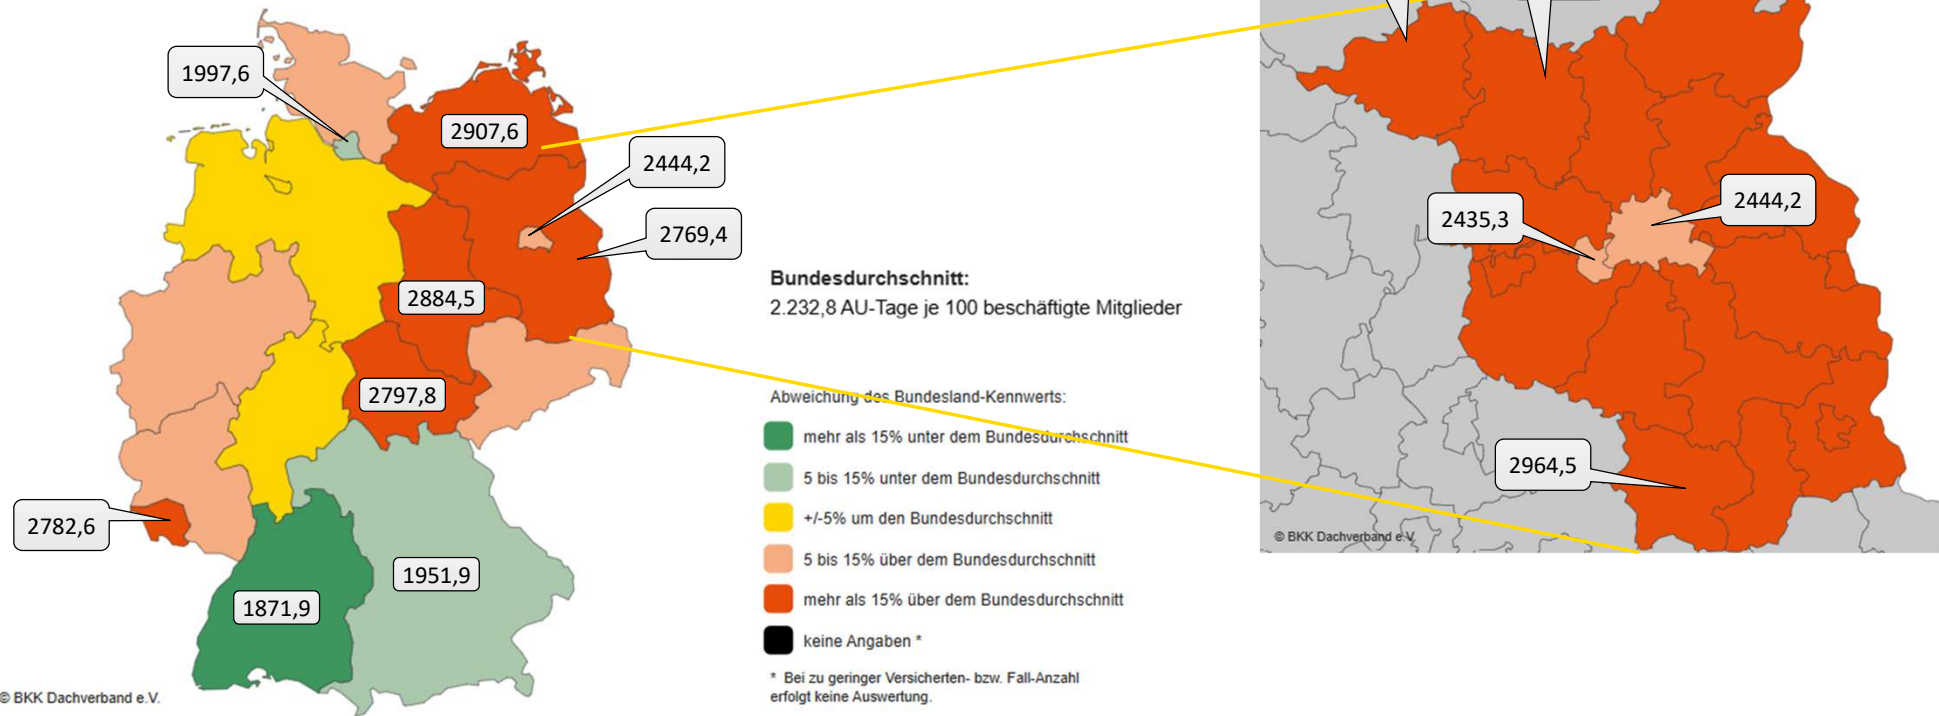 1997,6
2907,6
2444,2
2769,4
2884,5
2797,8
2782,6
1951,9
1871,9
© BKK Dachverband e.V.
Bundesdurchschnitt:
2.232,8 AU-Tage je 100 beschäftigte Mitglieder
Abweichung des Bundesland-Kennwerts:
mehr als 15% unter dem Bundesdurchschnitt
5 bis 15% unter dem Bundesdurchschnitt
+/-5% um den Bundesdurchschnitt
5 bis 15% über dem Bundesdurchschnitt
mehr als 15% über dem Bundesdurchschnitt
keine Angaben *
* Bei zu geringer Versicherten- bzw. Fall-Anzahl
erfolgt keine Auswertung.
2435,3
2444,2
2964,5
© BKK Dachverband e.V.